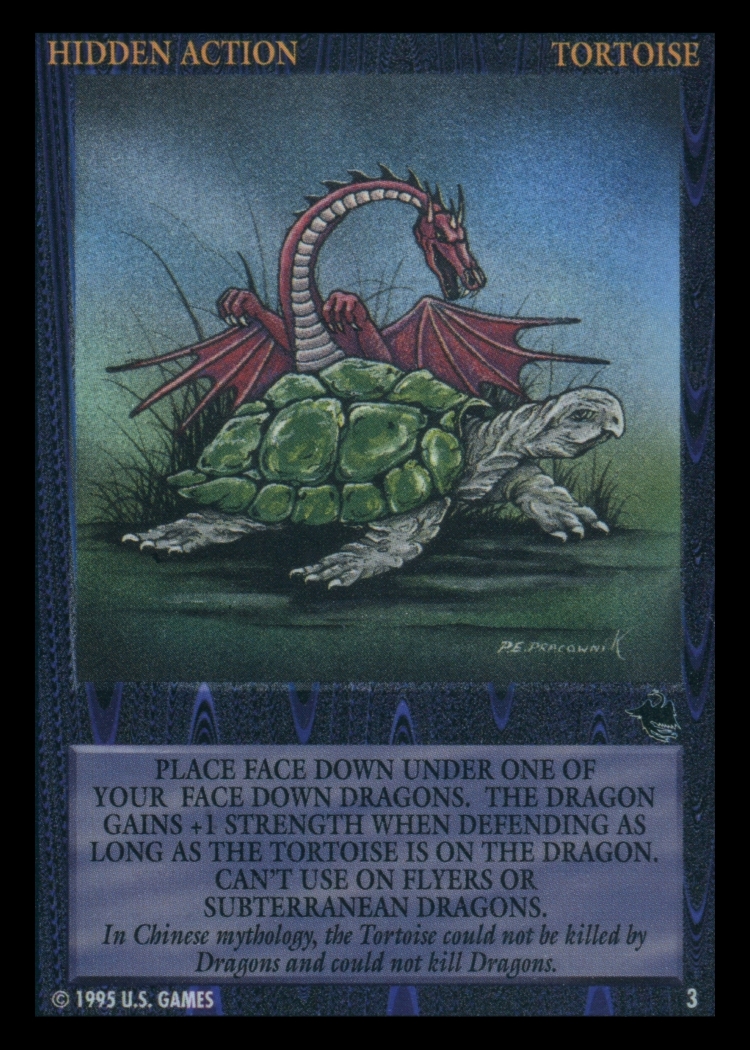 HIDDEN ACTION TORTOISE
P.E. PRACOWNIK
PLACE FACE DOWN UNDER ONE OF
YOUR FACE DOWN DRAGONS. THE DRAGON
GAINS +1 STRENGTH WHEN DEFENDING AS
LONG AS THE TORTOISE IS ON THE DRAGON.
CAN'T USE ON FLYERS OR
SUBTERRANEAN DRAGONS.
In Chinese mythology, the Tortoise could not be killed by
Dragons and could not kill Dragons.
© 1995 U.S. GAMES 3